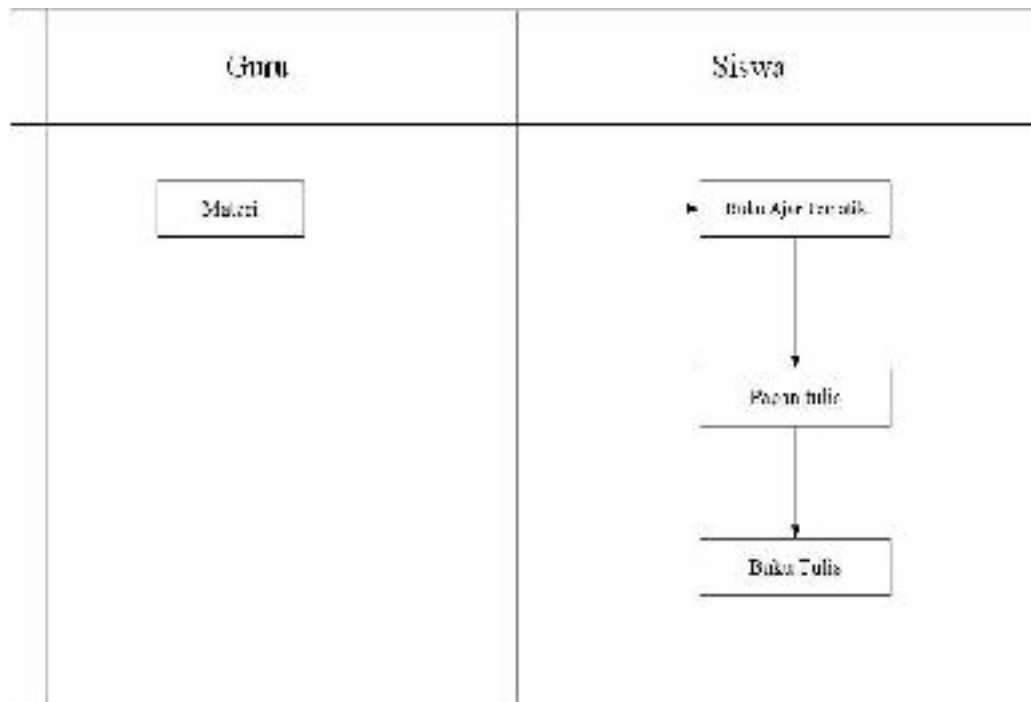 Guru
Siswa
Materi
Buku Ajar Tematik
Papan tulis
Buku Tulis